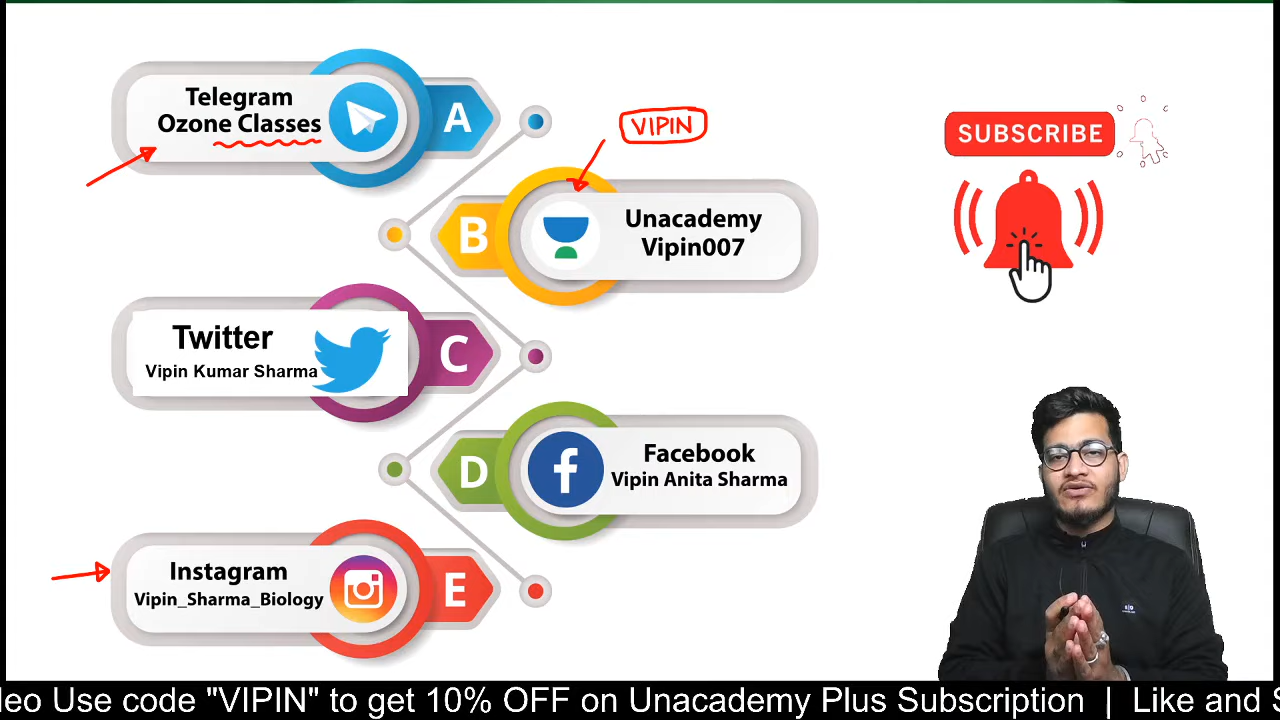 Telegram
Ozone Classes
A
VIPIN
SUBSCRIBE
B
Unacademy
Vipin007
Twitter
Vipin Kumar Sharma
C
D
Facebook
Vipin Anita Sharma
Instagram
Vipin_Sharma_Biology
E
eo Use code "VIPIN" to get 10% OFF on Unacademy Plus Subscription | Like and S